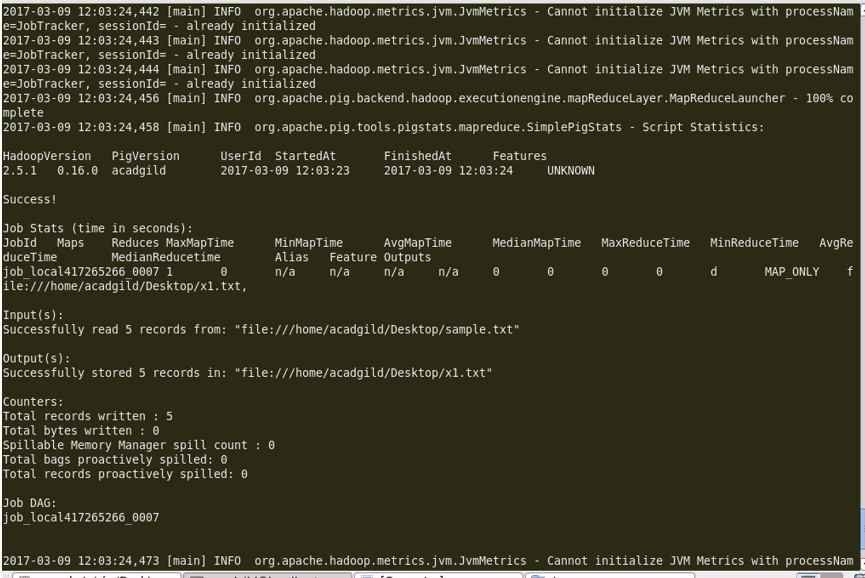 2017-03-09 12:03:24,442 [main] INFO  org.apache.hadoop.metrics.jvm.JvmMetrics - Cannot initialize JVM Metrics with processNam
e=JobTracker, sessionId= - already initialized
2017-03-09 12:03:24,443 [main] INFO  org.apache.hadoop.metrics.jvm.JvmMetrics - Cannot initialize JVM Metrics with processNam
e=JobTracker, sessionId= - already initialized
2017-03-09 12:03:24,444 [main] INFO  org.apache.hadoop.metrics.jvm.JvmMetrics - Cannot initialize JVM Metrics with processNam
e=JobTracker, sessionId= - already initialized
2017-03-09 12:03:24,456 [main] INFO  org.apache.pig.backend.hadoop.executionengine.mapReduceLayer.MapReduceLauncher - 100% co
mplete
2017-03-09 12:03:24,458 [main] INFO  org.apache.pig.tools.pigstats.mapreduce.SimplePigStats - Script Statistics:
HadoopVersion   PigVersion      UserId  StartedAt       FinishedAt      Features
2.5.1   0.16.0  acadgild        2017-03-09 12:03:23     2017-03-09 12:03:24     UNKNOWN
Success!
Job Stats (time in seconds):
JobId   Maps    Reduces MaxMapTime      MinMapTime      AvgMapTime      MedianMapTime   MaxReduceTime   MinReduceTime   AvgRe
duceTime        MedianReducetime        Alias   Feature Outputs
job_local417265266_0007 1       0       n/a     n/a     n/a     n/a     0       0       0       0       d       MAP_ONLY    f
ile:///home/acadgild/Desktop/x1.txt,
Input(s):
Successfully read 5 records from: "file:///home/acadgild/Desktop/sample.txt"
Output(s):
Successfully stored 5 records in: "file:///home/acadgild/Desktop/x1.txt"
Counters:
Total records written : 5
Total bytes written : 0
Spillable Memory Manager spill count : 0
Total bags proactively spilled: 0
Total records proactively spilled: 0
Job DAG:
job_local417265266_0007
2017-03-09 12:03:24,473 [main] INFO  org.apache.hadoop.metrics.jvm.JvmMetrics - Cannot initialize JVM Metrics with processNam